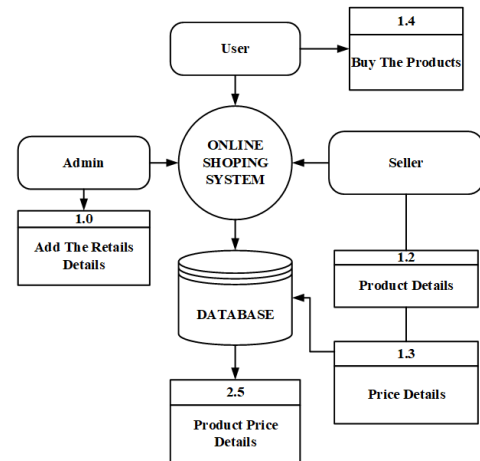 1.4
User
Buy The Products
ONLINE
SHOPING
SYSTEM
Admin
Seller
1.0
Add The Retails
Details
1.2
Product Details
DATABASE
1.3
Price Details
2.5
Product Price
Details